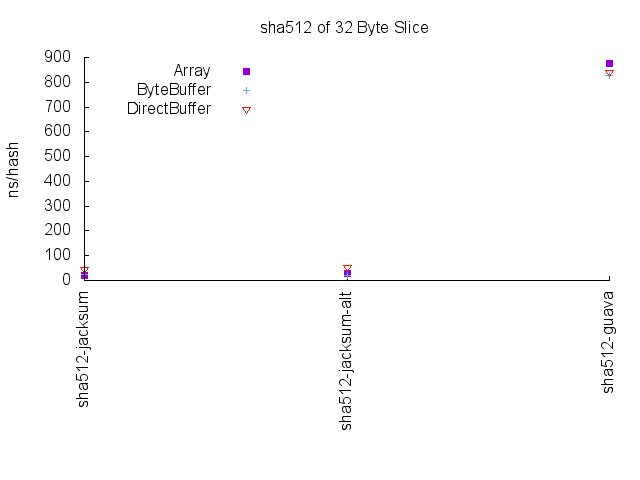 sha512 of 32 Byte Slice
ns/hash
900
800
700
600
500
400
300
200
100
0
Array
ByteBuffer
DirectBuffer
sha512-jacksum
sha512-jacksum-alt
sha512-guava